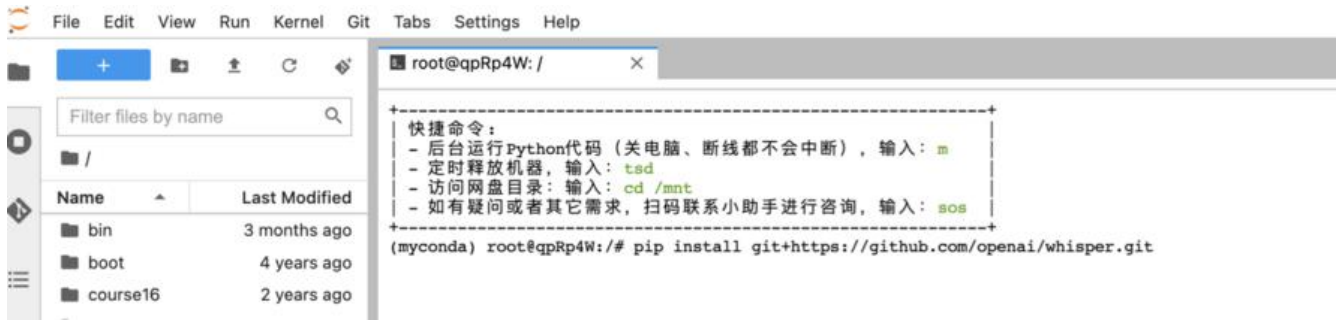 File Edit View Run Kernel Git Tabs Settings Help
root@qpRp4W: /
Filter files by name
/
Name Last Modified
bin 3 months ago
boot 4 years ago
course16 2 years ago
快捷命令：
- 后台运行Python代码（关电脑、断线都不会中断），输入：m
- 定时释放机器，输入：tsd
- 访问网盘目录：输入：cd /mnt
- 如有疑问或者其它需求，扫码联系小助手进行咨询，输入：sos
(myconda) root@qpRp4W:/# pip install git+https://github.com/openai/whisper.git